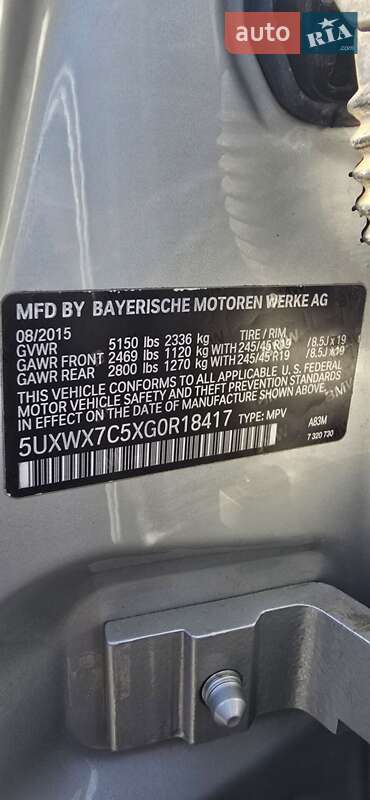 auto RIA.com
MFD BY BAYERISCHE MOTOREN WERKE AG
08/2015 TIRE / RIM
GVWR 5150 lbs 2336 kg
GAWR FRONT 2469 lbs 1120 kg WITH 245/45 R19 /8.5J x 19
GAWR REAR 2800 lbs 1270 kg WITH 245/45 R19 /8.5J x 19
THIS VEHICLE CONFORMS TO ALL APPLICABLE U. S. FEDERAL
MOTOR VEHICLE SAFETY AND THEFT PREVENTION STANDARDS
IN EFFECT ON THE DATE OF MANUFACTURE SHOWN ABOVE.
5UXWX7C5XG0R18417 TYPE: MPV
A83M
7 320 730